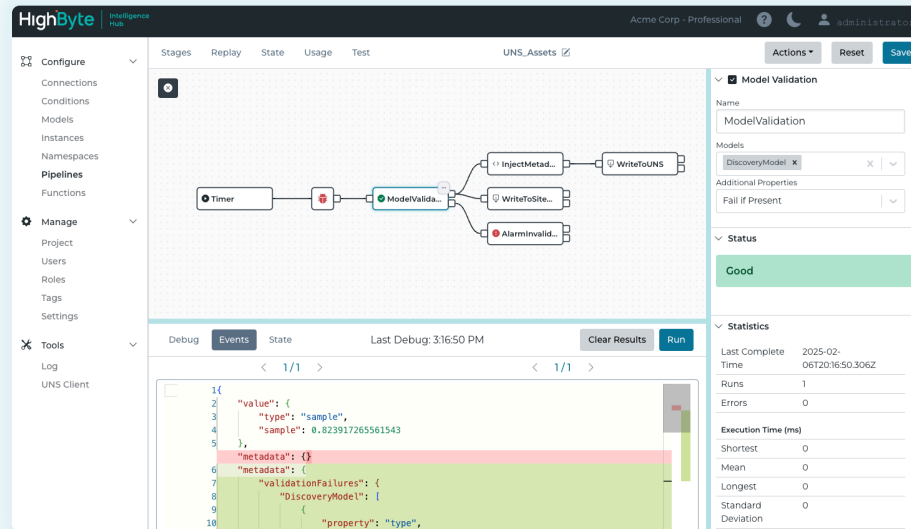 HighByte Intelligence Hub
Acme Corp - Professional
administrator
Configure
Connections
Conditions
Models
Instances
Namespaces
Pipelines
Functions
Manage
Project
Users
Roles
Tags
Settings
Tools
Log
UNS Client
Stages Replay State Usage Test
UNS_Assets
Actions Reset Save
Timer
ModelValida...
InjectMetad...
WriteToUNS
WriteToSite...
AlarmInvalid...
Debug Events State
Last Debug: 3:16:50 PM
Clear Results Run
< 1/1 >
< 1/1 >
1 {
2 "value": {
3 "type": "sample",
4 "sample": 0.823917265561543
5 },
"metadata": {}
6 "metadata": {
7 "validationFailures": {
8 "DiscoveryModel": [
9 {
10 "property": "type",
Model Validation
Name
ModelValidation
Models
DiscoveryModel x
Additional Properties
Fail if Present
Status
Good
Statistics
Last Complete Time 2025-02-06T20:16:50.306Z
Runs 1
Errors 0
Execution Time (ms)
Shortest 0
Mean 0
Longest 0
Standard Deviation 0